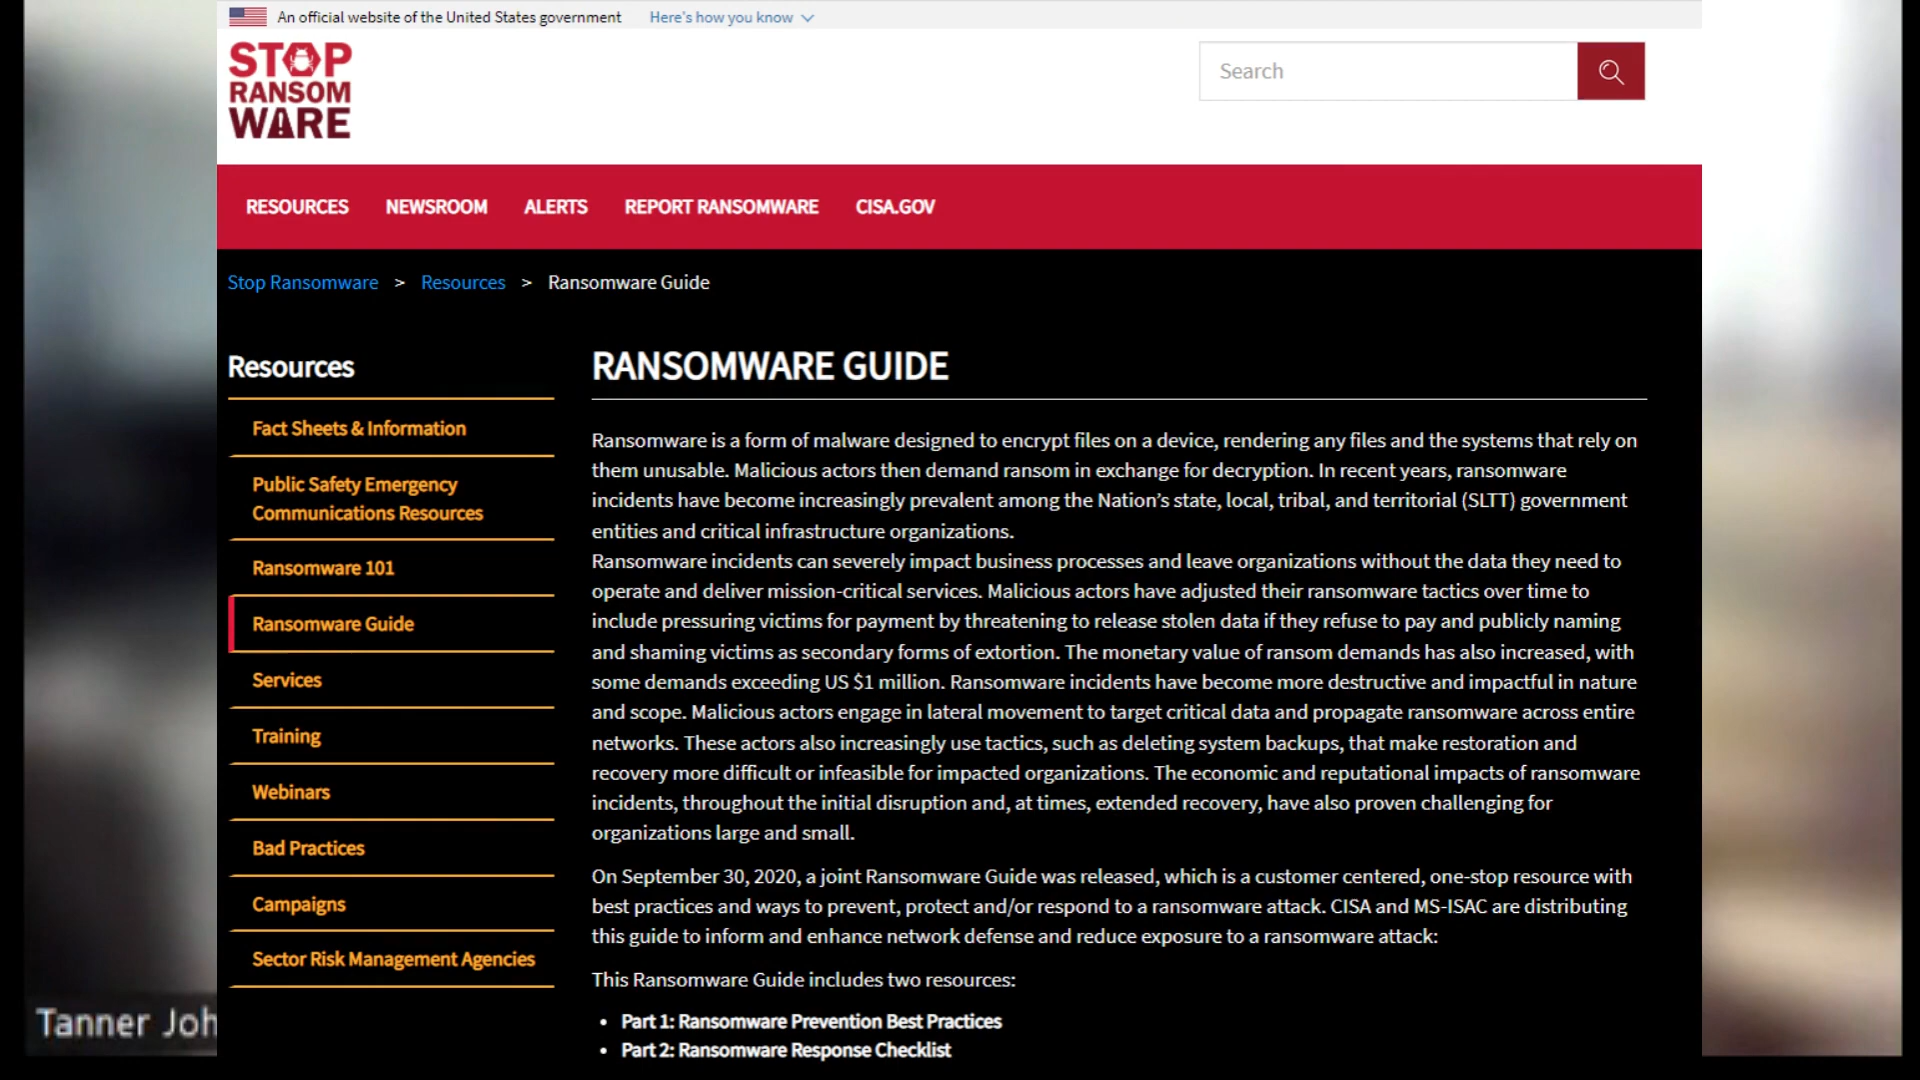 An official website of the United States government Here's how you know
STOP
RANSOM
WARE
Search
RESOURCES NEWSROOM ALERTS REPORT RANSOMWARE CISA.GOV
Stop Ransomware > Resources > Ransomware Guide
Resources
Fact Sheets & Information
Public Safety Emergency
Communications Resources
Ransomware 101
Ransomware Guide
Services
Training
Webinars
Bad Practices
Campaigns
Sector Risk Management Agencies
RANSOMWARE GUIDE
Ransomware is a form of malware designed to encrypt files on a device, rendering any files and the systems that rely on
them unusable. Malicious actors then demand ransom in exchange for decryption. In recent years, ransomware
incidents have become increasingly prevalent among the Nation’s state, local, tribal, and territorial (SLTT) government
entities and critical infrastructure organizations.
Ransomware incidents can severely impact business processes and leave organizations without the data they need to
operate and deliver mission-critical services. Malicious actors have adjusted their ransomware tactics over time to
include pressuring victims for payment by threatening to release stolen data if they refuse to pay and publicly naming
and shaming victims as secondary forms of extortion. The monetary value of ransom demands has also increased, with
some demands exceeding US $1 million. Ransomware incidents have become more destructive and impactful in nature
and scope. Malicious actors engage in lateral movement to target critical data and propagate ransomware across entire
networks. These actors also increasingly use tactics, such as deleting system backups, that make restoration and
recovery more difficult or infeasible for impacted organizations. The economic and reputational impacts of ransomware
incidents, throughout the initial disruption and, at times, extended recovery, have also proven challenging for
organizations large and small.
On September 30, 2020, a joint Ransomware Guide was released, which is a customer centered, one-stop resource with
best practices and ways to prevent, protect and/or respond to a ransomware attack. CISA and MS-ISAC are distributing
this guide to inform and enhance network defense and reduce exposure to a ransomware attack:
This Ransomware Guide includes two resources:
• Part 1: Ransomware Prevention Best Practices
• Part 2: Ransomware Response Checklist
Tanner Joh